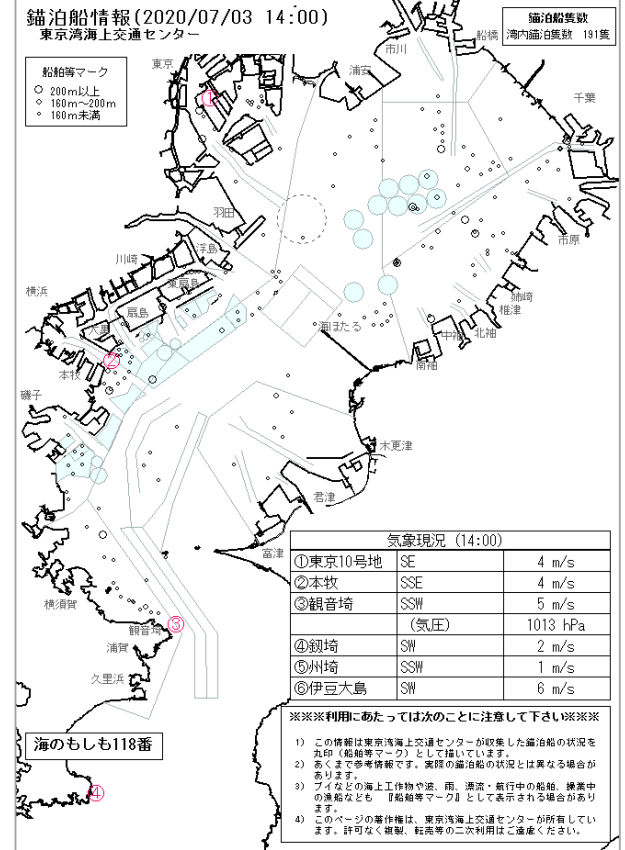 錨泊船情報(2020/07/03 14:00)
東京湾海上交通センター
錨泊船隻数
湾内錨泊隻数 191隻
船舶等マーク
○ 200m以上
○ 160m～200m
○ 160m未満
東京
①
浦安
市川
船橋
千葉
羽田
浮島
川崎
東扇島
扇島
横浜
大黒
②
本牧
磯子
海ほたる
市原
姉崎
椎津
北袖
中袖
南袖
木更津
君津
富津
横須賀
観音埼
③
浦賀
久里浜
海のもしも118番
④
気象現況 (14:00)
①東京10号地 SE 4 m/s
②本牧 SSE 4 m/s
③観音埼 SSW 5 m/s
(気圧) 1013 hPa
④剱埼 SW 2 m/s
⑤州埼 SSW 1 m/s
⑥伊豆大島 SW 6 m/s
※※※利用にあたっては次のことに注意して下さい※※※
1) この情報は東京湾海上交通センターが収集した錨泊船の状況を
丸印（船舶等マーク）として描いています。
2) あくまで参考情報です。実際の錨泊船の状況とは異なる場合が
あります。
3) ブイなどの海上工作物や波、雨、漂流・航行中の船舶、操業中
の漁船なども 『船舶等マーク』として表示される場合があり
ます。
4) このページの著作権は、東京湾海上交通センターが所有してい
ます。許可なく複製、転売等の二次利用はご遠慮ください。